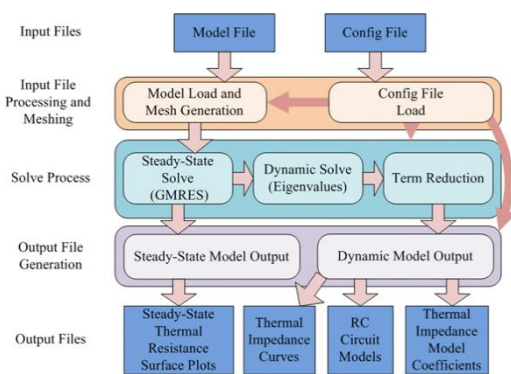 Input Files
Model File
Config File
Input File
Processing and
Meshing
Model Load and
Mesh Generation
Config File
Load
Solve Process
Steady-State
Solve
(GMRES)
Dynamic Solve
(Eigenvalues)
Term Reduction
Output File
Generation
Steady-State Model Output
Dynamic Model Output
Output Files
Steady-State
Thermal
Resistance
Surface Plots
Thermal
Impedance
Curves
RC
Circuit
Models
Thermal
Impedance
Model
Coefficients